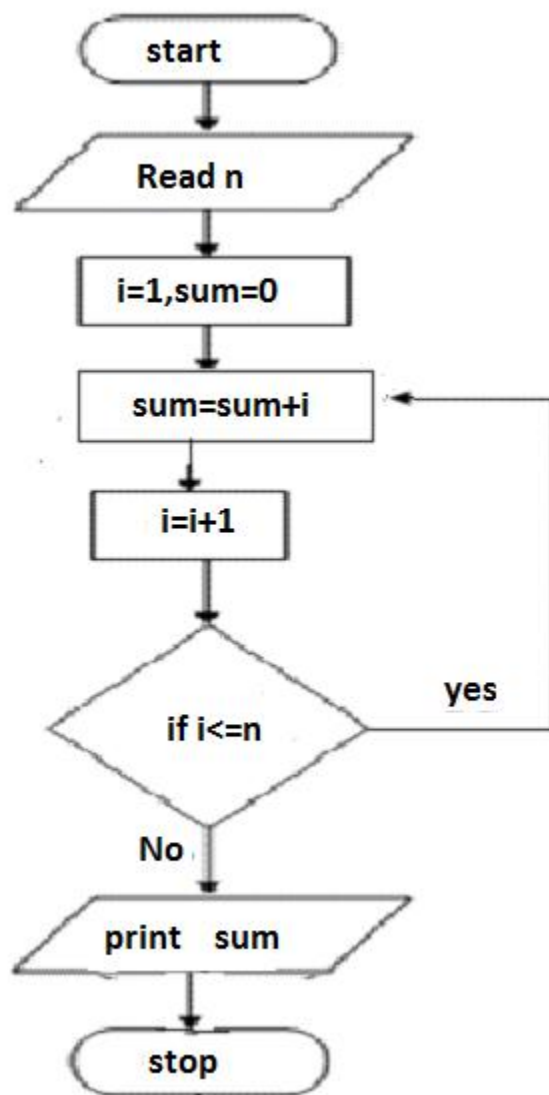 start
Read n
i=1,sum=0
sum=sum+i
i=i+1
if i<=n
yes
No
print sum
stop